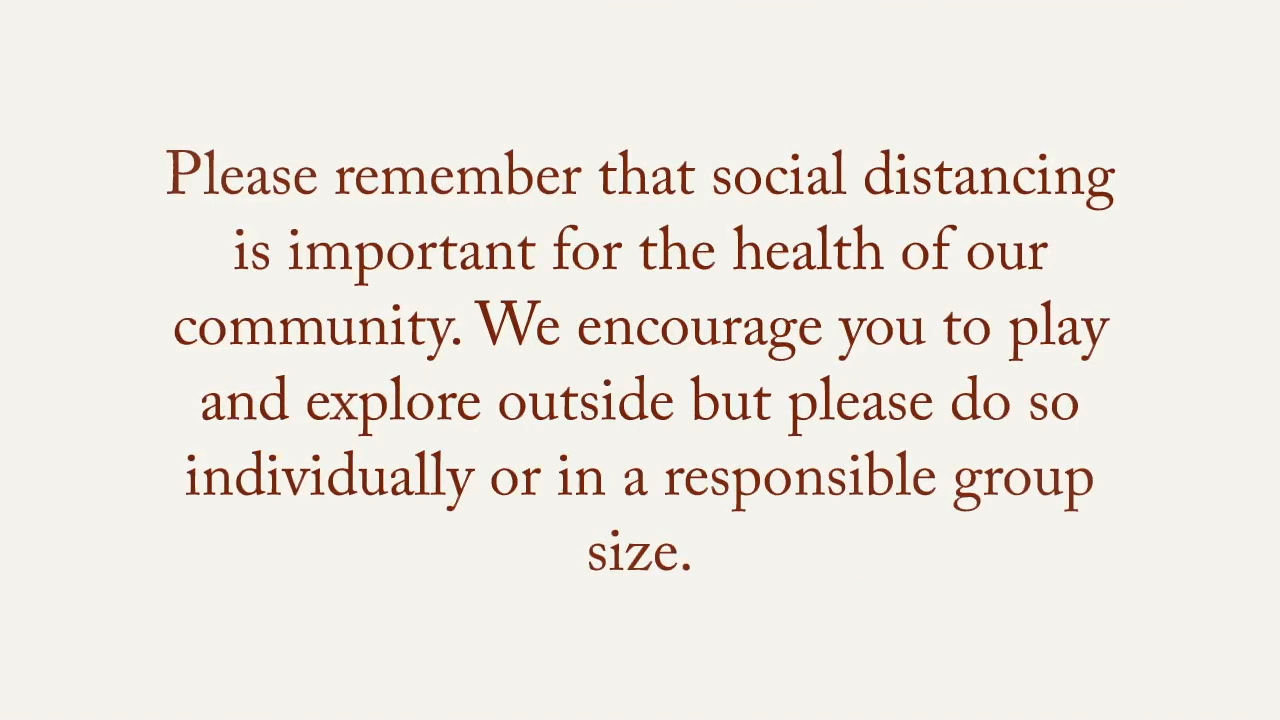 Please remember that social distancing
is important for the health of our
community. We encourage you to play
and explore outside but please do so
individually or in a responsible group
size.